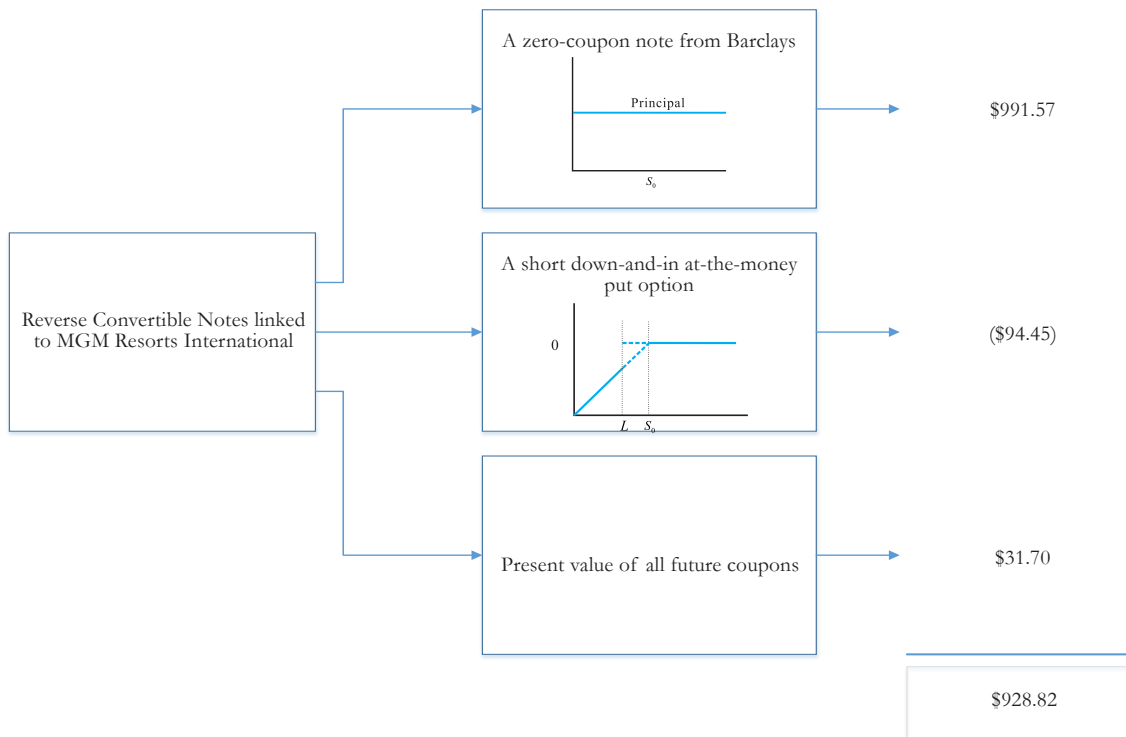 A zero-coupon note from Barclays
Principal
S₀
$991.57
Reverse Convertible Notes linked
to MGM Resorts International
A short down-and-in at-the-money
put option
0
L S₀
($94.45)
Present value of all future coupons
$31.70
$928.82